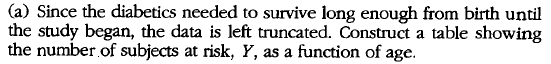 (a) Since the diabetics needed to survive long enough from birth until
the study began, the data is left truncated. Construct a table showing
the number of subjects at risk, Y, as a function of age.